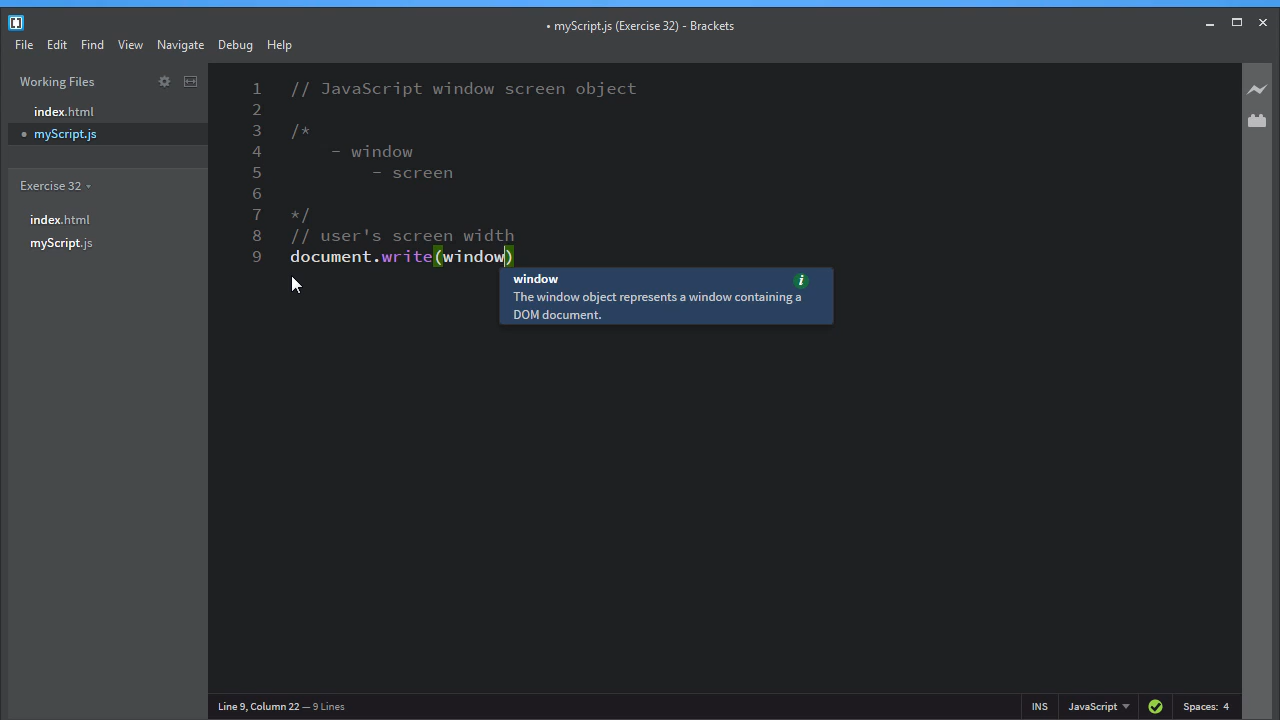 • myScript.js (Exercise 32) - Brackets
File Edit Find View Navigate Debug Help
Working Files
index.html
• myScript.js
Exercise 32
index.html
myScript.js
1 // JavaScript window screen object
2
3 /*
4 - window
5 - screen
6
7 */
8 // user's screen width
9 document.write(window)
window i
The window object represents a window containing a
DOM document.
Line 9, Column 22 — 9 Lines INS JavaScript Spaces: 4